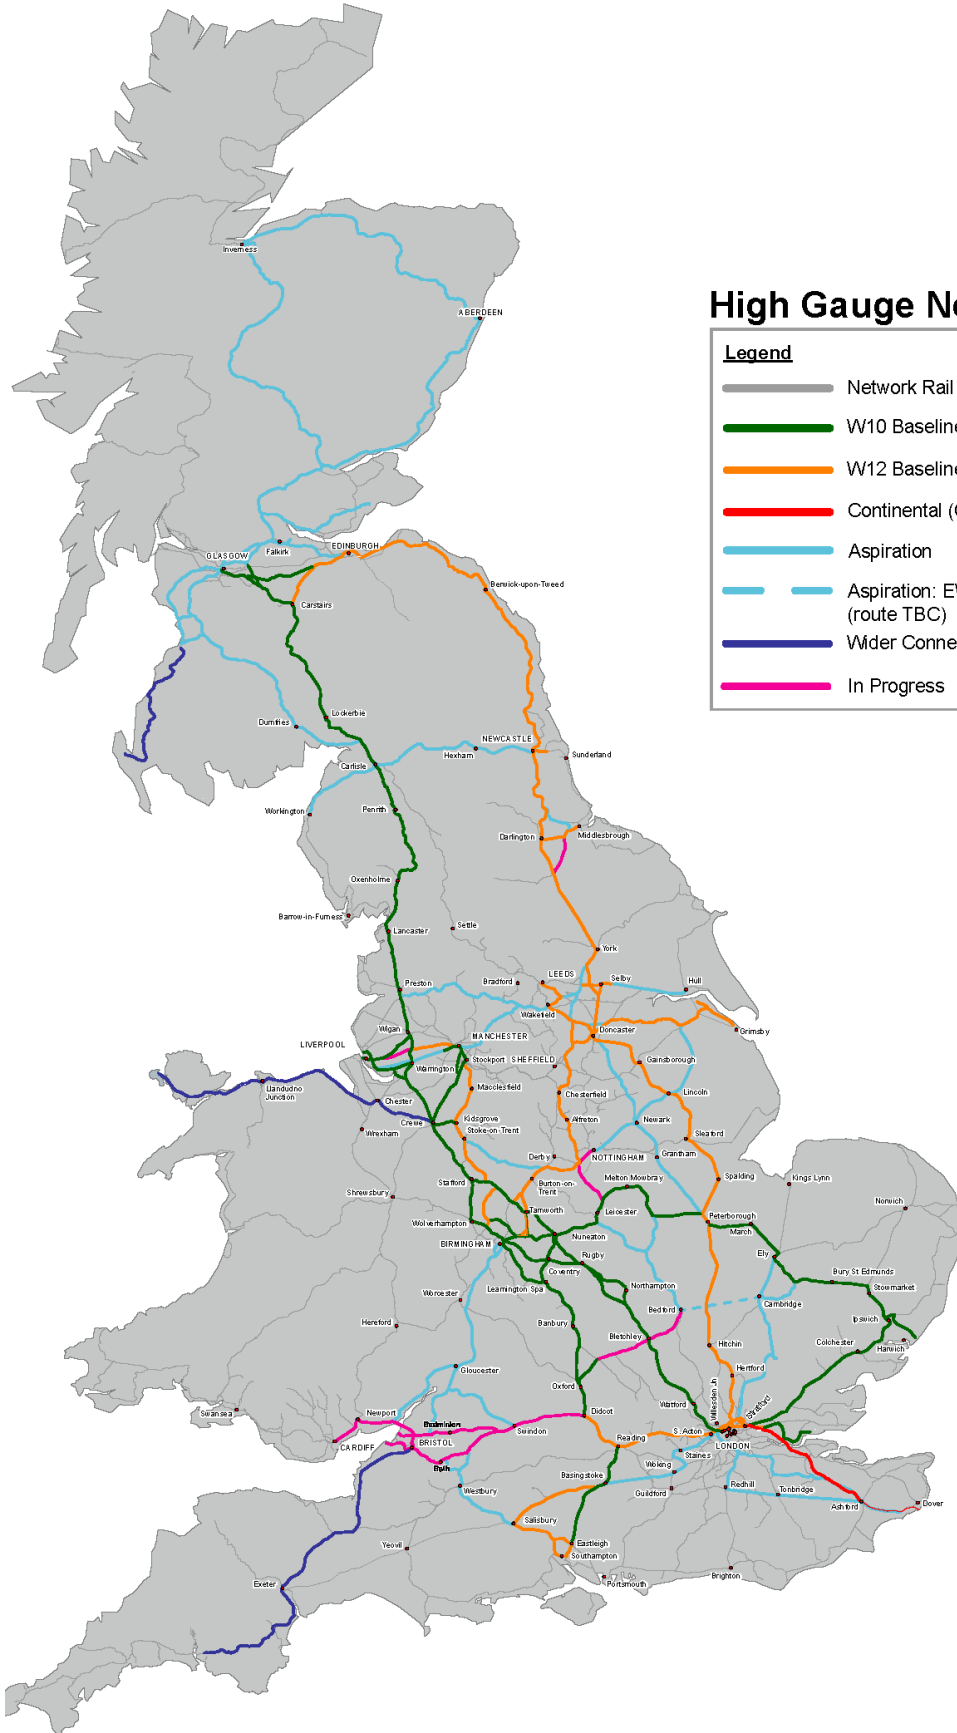 High Gauge Ne
Legend
Network Rail
W10 Baseline
W12 Baseline
Continental (
Aspiration
Aspiration: EW
(route TBC)
Wider Conne
In Progress
Inverness
ABERDEEN
Falkirk
EDINBURGH
GLASGOW
Berwick-upon-Tweed
Carstairs
Lockerbie
Dumfries
NEWCASTLE
Hexham
Sunderland
Carlisle
Workington
Penrith
Darlington
Middlesbrough
Oxenholme
Barrow-in-Furness
Lancaster
Settle
York
LEEDS
Selby
Hull
Preston
Bradford
Wakefield
Wigan
Doncaster
Grimsby
MANCHESTER
LIVERPOOL
Stockport
SHEFFIELD
Gainsborough
Warrington
Macclesfield
Chesterfield
Lincoln
Llandudno
Junction
Chester
Crewe
Kidsgrove
Stoke-on-Trent
Alfreton
Newark
Wrexham
Sleaford
Derby
NOTTINGHAM
Grantham
Stafford
Burton-on-
Trent
Melton Mowbray
Spalding
Kings Lynn
Shrewsbury
Norwich
Tamworth
Leicester
Peterborough
Wolverhampton
March
BIRMINGHAM
Nuneaton
Ely
Rugby
Coventry
Bury St Edmunds
Leamington Spa
Northampton
Stowmarket
Worcester
Bedford
Cambridge
Hereford
Banbury
Bletchley
Ipswich
Hitchin
Colchester
Harwich
Gloucester
Hertford
Oxford
Watford
Willesden Jn
Stratford
Swansea
Newport
Didcot
Badminton
Swindon
S. Acton
CARDIFF
BRISTOL
Reading
LONDON
Staines
Bath
Woking
Basingstoke
Guildford
Redhill
Tonbridge
Westbury
Ashford
Dover
Salisbury
Yeovil
Eastleigh
Southampton
Exeter
Portsmouth
Brighton